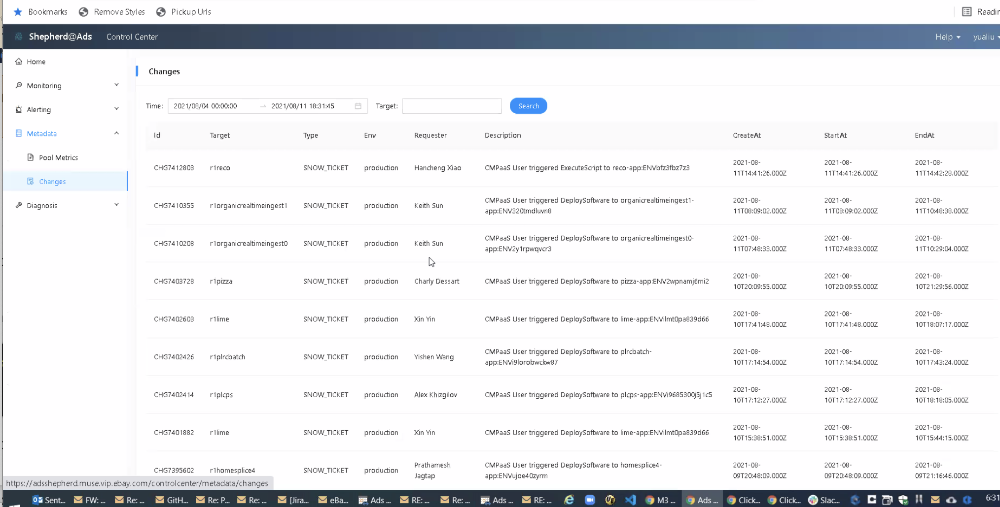 Bookmarks Remove Styles Pickup Urls
Shepherd@Ads Control Center Help yualiu
Home
Monitoring
Alerting
Metadata
Pool Metrics
Changes
Diagnosis
Changes
Time: 2021/08/04 00:00:00 → 2021/08/11 18:31:45 Target: Search
Id Target Type Env Requester Description CreateAt StartAt EndAt
CHG7412803 r1reco SNOW_TICKET production Hancheng Xiao CMPaaS User triggered ExecuteScript to reco-app:ENVbfz3fbz7z3 2021-08- 2021-08- 2021-08-
11T14:41:26.000Z 11T14:41:26.000Z 11T14:42:28.000Z
CHG7410355 r1organicrealtimeingest1 SNOW_TICKET production Keith Sun CMPaaS User triggered DeploySoftware to organicrealtimeingest1- 2021-08- 2021-08- 2021-08-
app:ENV320tmdluvn8 11T08:09:02.000Z 11T08:09:02.000Z 11T10:48:38.000Z
CHG7410208 r1organicrealtimeingest0 SNOW_TICKET production Keith Sun CMPaaS User triggered DeploySoftware to organicrealtimeingest0- 2021-08- 2021-08- 2021-08-
app:ENV2y1rpwqvcr3 11T07:48:33.000Z 11T07:48:33.000Z 11T10:29:04.000Z
CHG7403728 r1pizza SNOW_TICKET production Charly Dessart CMPaaS User triggered DeploySoftware to pizza-app:ENV2wpnamj6mi2 2021-08- 2021-08- 2021-08-
10T20:09:55.000Z 10T20:09:55.000Z 10T21:29:56.000Z
CHG7402603 r1lime SNOW_TICKET production Xin Yin CMPaaS User triggered DeploySoftware to lime-app:ENVilmt0pa839d66 2021-08- 2021-08- 2021-08-
10T17:41:48.000Z 10T17:41:48.000Z 10T18:07:17.000Z
CHG7402426 r1plrcbatch SNOW_TICKET production Yishen Wang CMPaaS User triggered DeploySoftware to plrcbatch- 2021-08- 2021-08- 2021-08-
app:ENVi9lorobwckw87 10T17:14:54.000Z 10T17:14:54.000Z 10T17:43:24.000Z
CHG7402414 r1plcps SNOW_TICKET production Alex Khizgilov CMPaaS User triggered DeploySoftware to plcps-app:ENVi9685300j5j1c5 2021-08- 2021-08- 2021-08-
10T17:12:27.000Z 10T17:12:27.000Z 10T18:18:05.000Z
CHG7401882 r1lime SNOW_TICKET production Xin Yin CMPaaS User triggered DeploySoftware to lime-app:ENVilmt0pa839d66 2021-08- 2021-08- 2021-08-
10T15:38:51.000Z 10T15:38:51.000Z 10T15:44:15.000Z
CHG7395602 r1homesplice4 SNOW_TICKET production Prathamesh CMPaaS User triggered DeploySoftware to homesplice4- 2021-08- 2021-08- 2021-08-
Jagtap app:ENVujoe40zyrm 09T20:48:09.000Z 09T20:48:09.000Z 09T21:16:46.000Z
https://adsshepherd.muse.vip.ebay.com/controlcenter/metadata/changes
Sent... FW: ... Re: ... GitH... Re: P... Re: ... [Jira... eBa... Ads ... RE: ... Re: ... Ads ... RE: ... M3 ... Ads ... Click... Click... Slac... 6:31